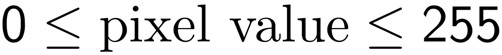 0 ≤ pixel value ≤ 255